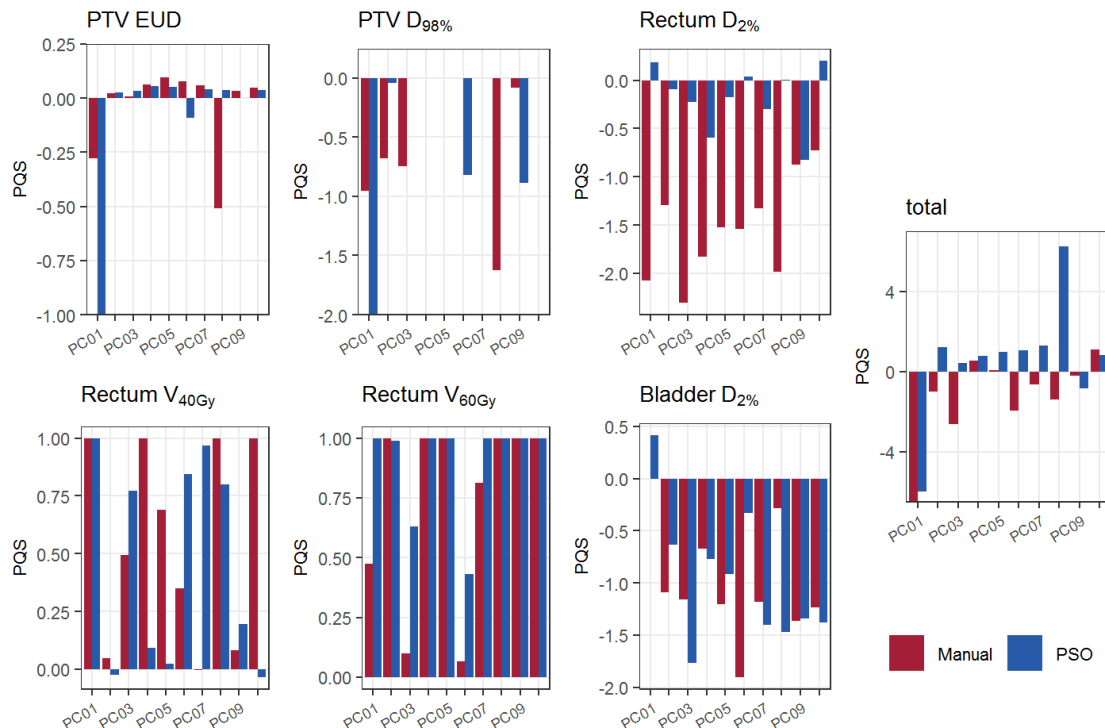 PTV EUD
PQS
0.25
0.00
-0.25
-0.50
-0.75
-1.00
PC01
PC03
PC05
PC07
PC09
PTV D98%
PQS
0.0
-0.5
-1.0
-1.5
-2.0
PC01
PC03
PC05
PC07
PC09
Rectum D2%
PQS
0.0
-0.5
-1.0
-1.5
-2.0
PC01
PC03
PC05
PC07
PC09
Rectum V40Gy
PQS
1.00
0.75
0.50
0.25
0.00
PC01
PC03
PC05
PC07
PC09
Rectum V60Gy
PQS
1.00
0.75
0.50
0.25
0.00
PC01
PC03
PC05
PC07
PC09
Bladder D2%
PQS
0.5
0.0
-0.5
-1.0
-1.5
-2.0
PC01
PC03
PC05
PC07
PC09
total
PQS
4
0
-4
PC01
PC03
PC05
PC07
PC09
Manual PSO